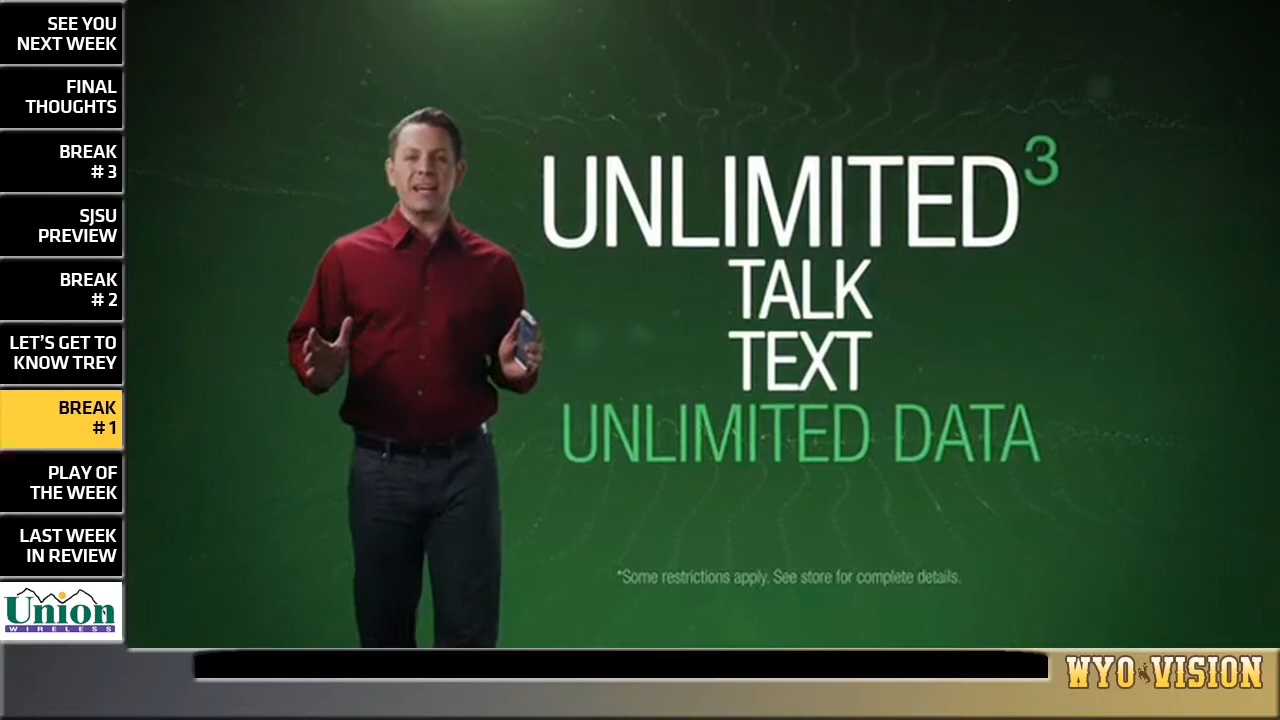 SEE YOU
NEXT WEEK
FINAL
THOUGHTS
BREAK
# 3
SJSU
PREVIEW
BREAK
# 2
LET'S GET TO
KNOW TREY
BREAK
# 1
PLAY OF
THE WEEK
LAST WEEK
IN REVIEW
Union
WIRELESS
UNLIMITED3
TALK
TEXT
UNLIMITED DATA
*Some restrictions apply. See store for complete details.
WYO VISION